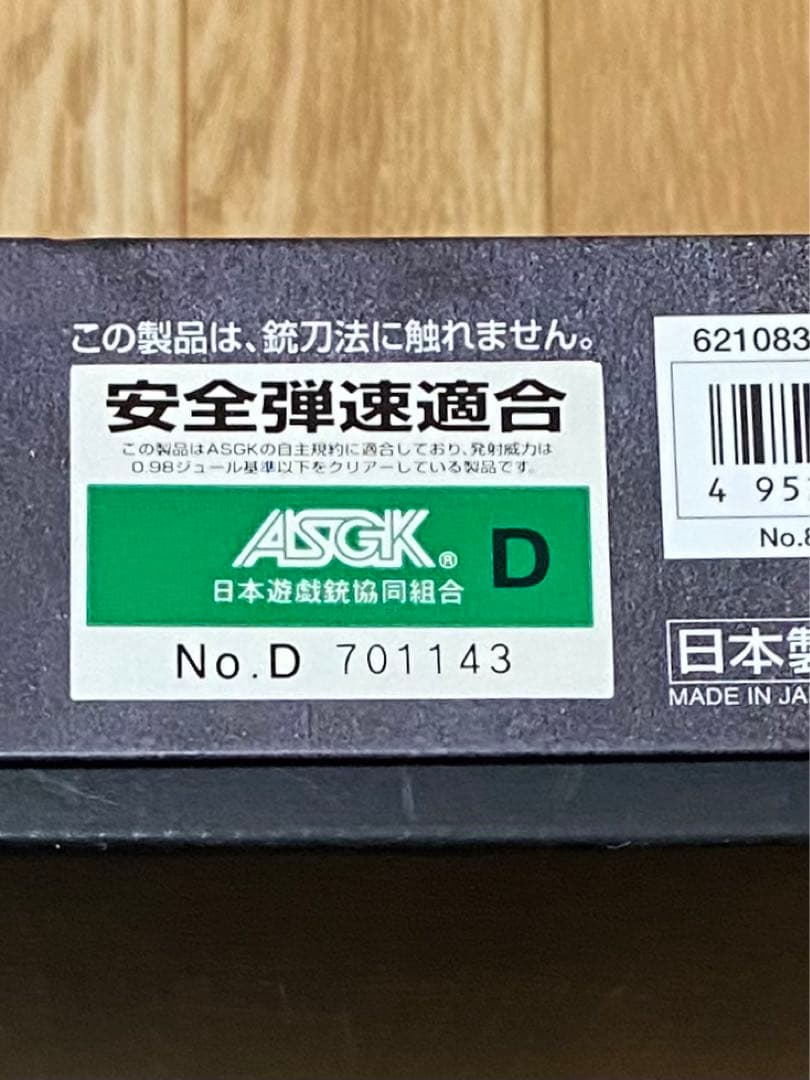 この製品は、銃刀法に触れません。
安全弾速適合
この製品はASGKの自主規約に適合しており、発射威力は
0.98ジュール基準以下をクリアーしている製品です。
ASGK® D
日本遊戯銃協同組合
No.D 701143
621083
4 95
No.
日本製
MADE IN JA